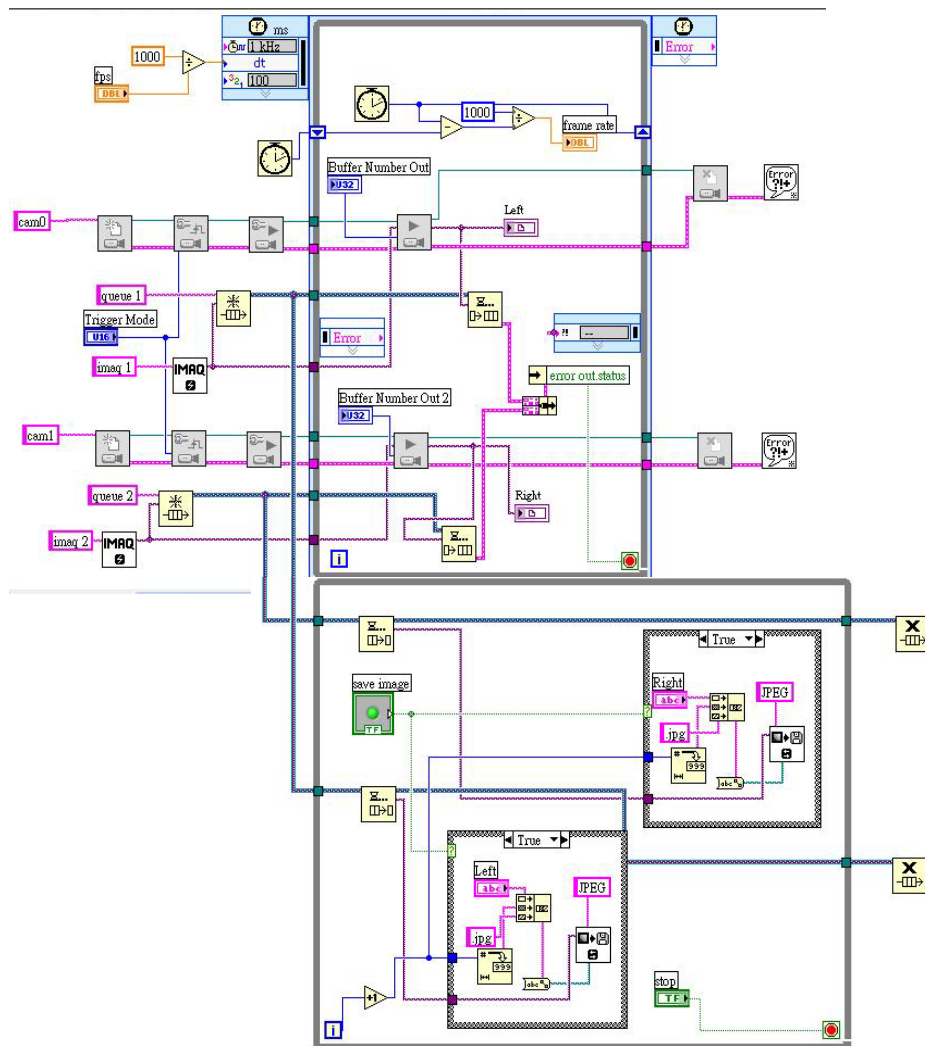 ms
1 kHz
Error
1000
dt
fps
DBL
100
1000
frame rate
DBL
Buffer Number Out
U32
Error
?!+
Left
cam0
queue 1
Trigger Mode
U16
Error
?!
--
imaq 1
IMAQ
error out.status
Buffer Number Out 2
U32
cam1
Error
?!+
queue 2
Right
imaq 2
IMAQ
i
True
save image
TF
Right
abc
JPEG
.jpg
999
abc
True
Left
abc
JPEG
.jpg
999
abc
stop
TF
+1
i